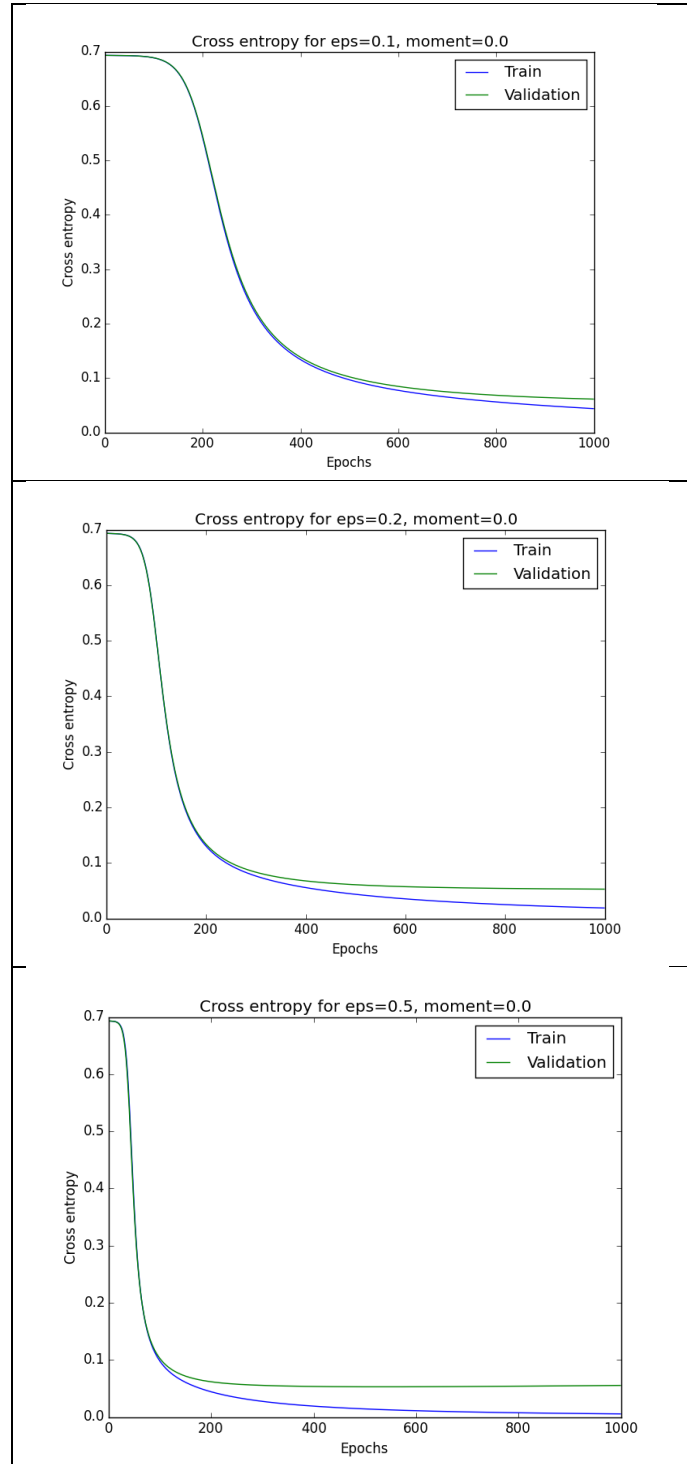 Cross entropy for eps=0.1, moment=0.0
0.7
0.6
0.5
0.4
0.3
0.2
0.1
0.0
Cross entropy
Train
Validation
0 200 400 600 800 1000
Epochs
Cross entropy for eps=0.2, moment=0.0
0.7
0.6
0.5
0.4
0.3
0.2
0.1
0.0
Cross entropy
Train
Validation
0 200 400 600 800 1000
Epochs
Cross entropy for eps=0.5, moment=0.0
0.7
0.6
0.5
0.4
0.3
0.2
0.1
0.0
Cross entropy
Train
Validation
0 200 400 600 800 1000
Epochs